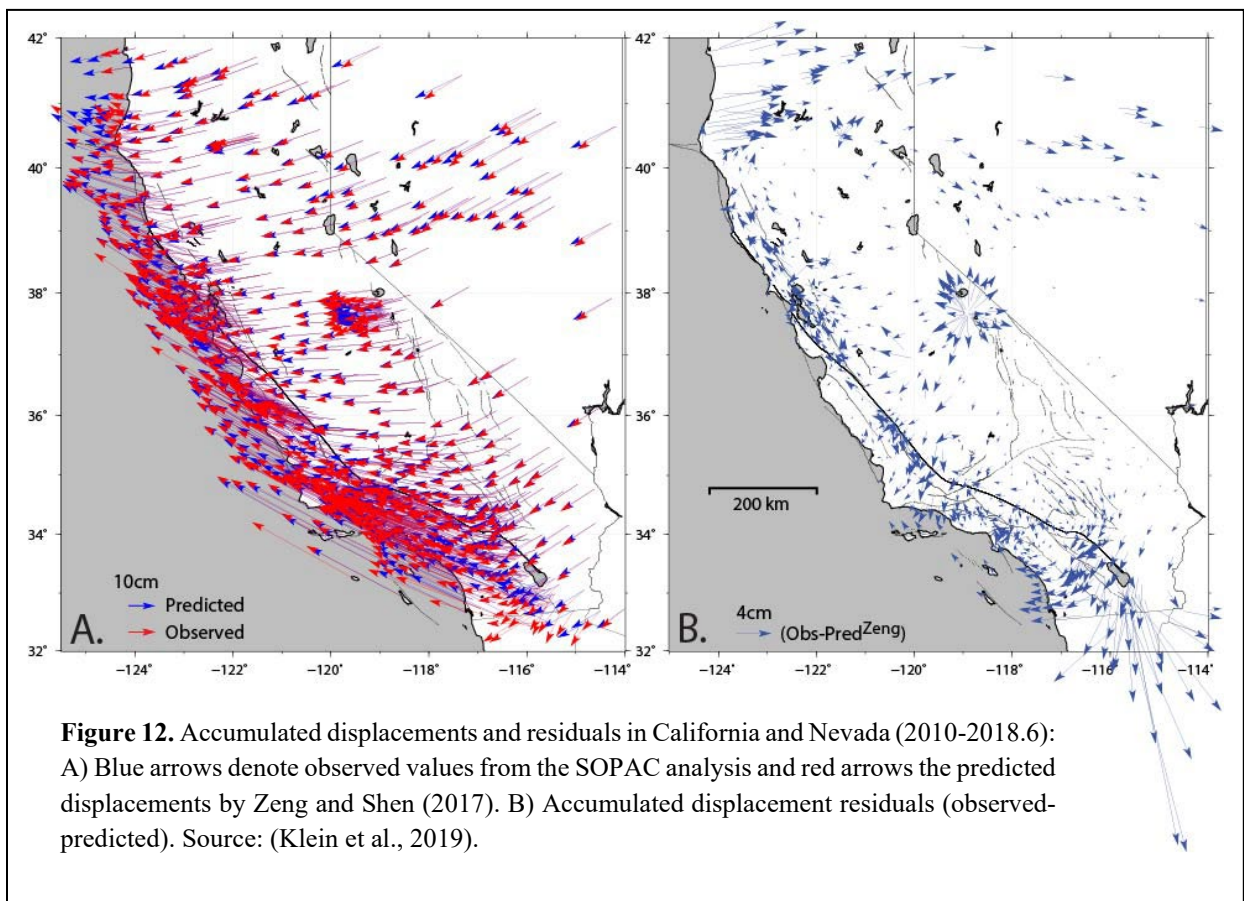 42°
40°
38°
36°
34°
32°
10cm
Predicted
Observed
A.
−124° −122° −120° −118° −116° −114°
42°
40°
38°
36°
34°
32°
200 km
4cm
(Obs-PredZeng)
B.
−124° −122° −120° −118° −116° −114°
Figure 12. Accumulated displacements and residuals in California and Nevada (2010-2018.6):
A) Blue arrows denote observed values from the SOPAC analysis and red arrows the predicted
displacements by Zeng and Shen (2017). B) Accumulated displacement residuals (observed-
predicted). Source: (Klein et al., 2019).